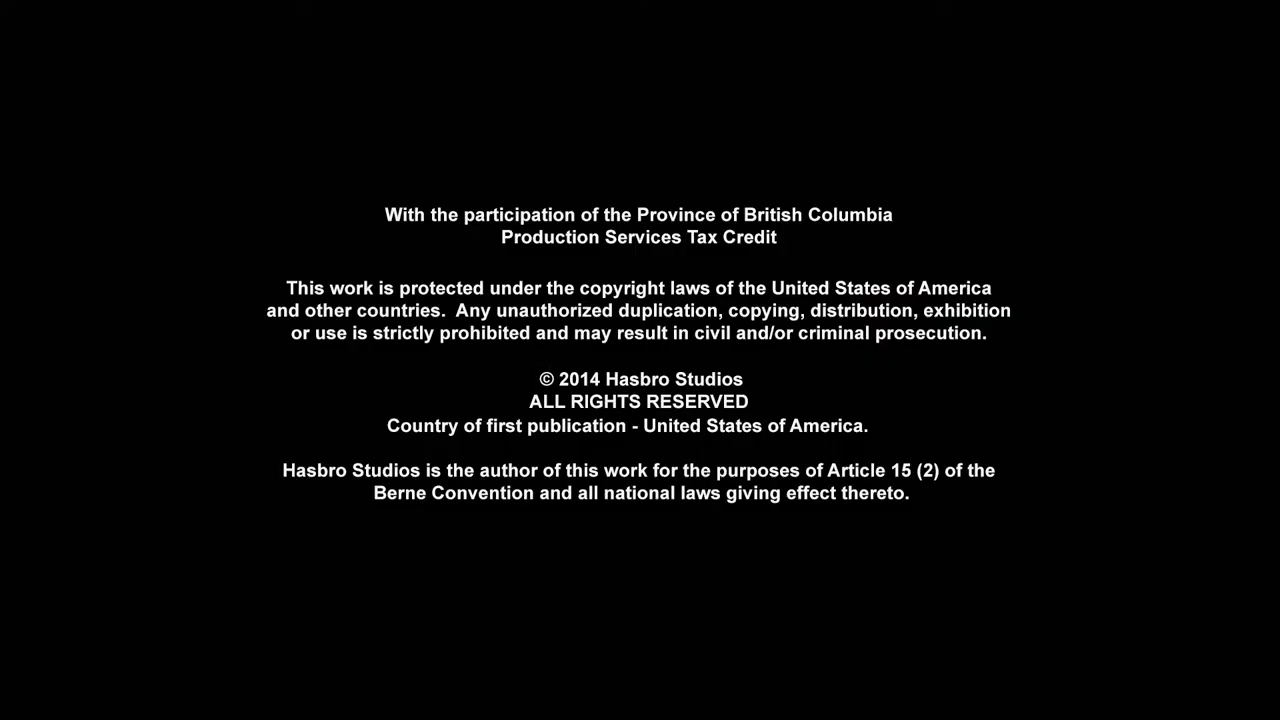 With the participation of the Province of British Columbia
Production Services Tax Credit
This work is protected under the copyright laws of the United States of America
and other countries.  Any unauthorized duplication, copying, distribution, exhibition
or use is strictly prohibited and may result in civil and/or criminal prosecution.
© 2014 Hasbro Studios
ALL RIGHTS RESERVED
Country of first publication - United States of America.
Hasbro Studios is the author of this work for the purposes of Article 15 (2) of the
Berne Convention and all national laws giving effect thereto.